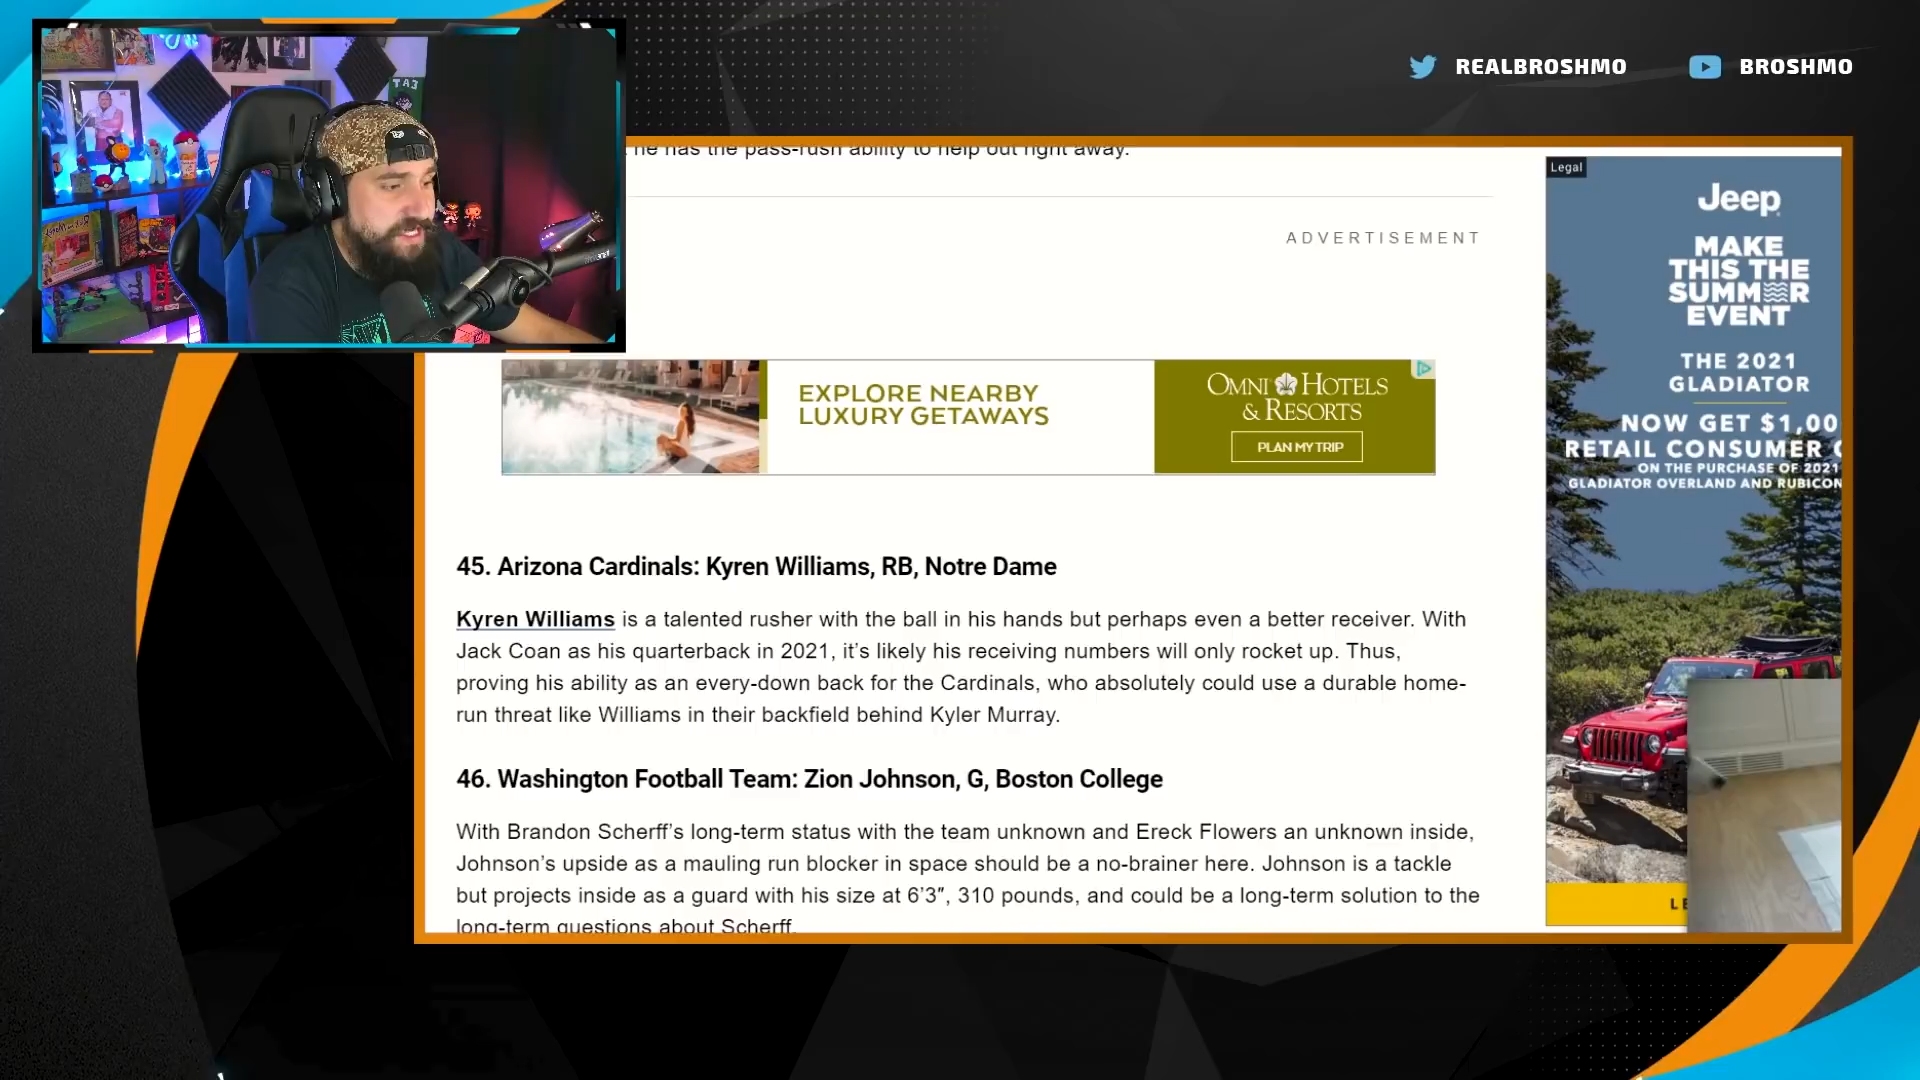 REALBROSHMO
BROSHMO
he has the pass-rush ability to help out right away.
ADVERTISEMENT
EXPLORE NEARBY
LUXURY GETAWAYS
OMNI HOTELS
& RESORTS
PLAN MY TRIP
45. Arizona Cardinals: Kyren Williams, RB, Notre Dame
Kyren Williams is a talented rusher with the ball in his hands but perhaps even a better receiver. With
Jack Coan as his quarterback in 2021, it’s likely his receiving numbers will only rocket up. Thus,
proving his ability as an every-down back for the Cardinals, who absolutely could use a durable home-
run threat like Williams in their backfield behind Kyler Murray.
46. Washington Football Team: Zion Johnson, G, Boston College
With Brandon Scherff’s long-term status with the team unknown and Ereck Flowers an unknown inside,
Johnson’s upside as a mauling run blocker in space should be a no-brainer here. Johnson is a tackle
but projects inside as a guard with his size at 6’3″, 310 pounds, and could be a long-term solution to the
long-term questions about Scherff.
Legal
Jeep
MAKE
THIS THE
SUMMER
EVENT
THE 2021
GLADIATOR
NOW GET $1,00
RETAIL CONSUMER
ON THE PURCHASE OF 2021
GLADIATOR OVERLAND AND RUBICON
LE